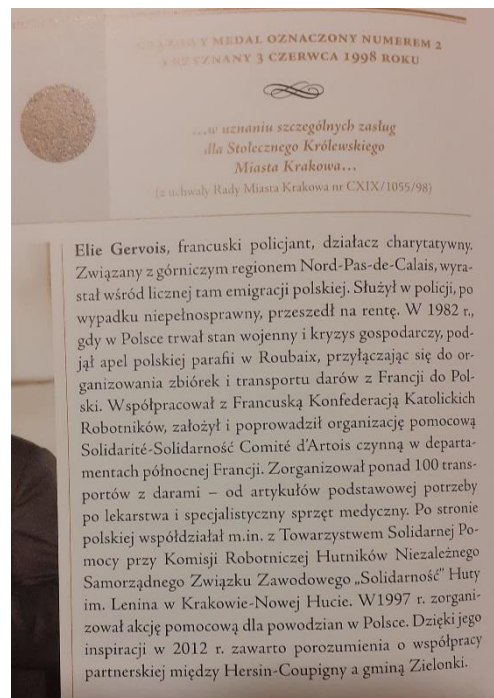 MEDAL OZNACZONY NUMEREM 2
3 CZERWCA 1998 ROKU
...w uznaniu szczególnych zasług
dla Stołecznego Królewskiego
Miasta Krakowa...
(z uchwały Rady Miasta Krakowa nr CXIX/1055/98)
Elie Gervois, francuski policjant, działacz charytatywny.
Związany z górniczym regionem Nord-Pas-de-Calais, wyra-
stał wśród licznej tam emigracji polskiej. Służył w policji, po
wypadku niepełnosprawny, przeszedł na rentę. W 1982 r.,
gdy w Polsce trwał stan wojenny i kryzys gospodarczy, pod-
jął apel polskiej parafii w Roubaix, przyłączając się do or-
ganizowania zbiórek i transportu darów z Francji do Pol-
ski. Współpracował z Francuską Konfederacją Katolickich
Robotników, założył i poprowadził organizację pomocową
Solidarité-Solidarność Comité d'Artois czynną w departa-
mentach północnej Francji. Zorganizował ponad 100 trans-
portów z darami – od artykułów podstawowej potrzeby
po lekarstwa i specjalistyczny sprzęt medyczny. Po stronie
polskiej współdziałał m.in. z Towarzystwem Solidarnej Po-
mocy przy Komisji Robotniczej Hutników Niezależnego
Samorządnego Związku Zawodowego „Solidarność" Huty
im. Lenina w Krakowie-Nowej Hucie. W1997 r. zorgani-
zował akcję pomocową dla powodzian w Polsce. Dzięki jego
inspiracji w 2012 r. zawarto porozumienia o współpracy
partnerskiej między Hersin-Coupigny a gminą Zielonki.